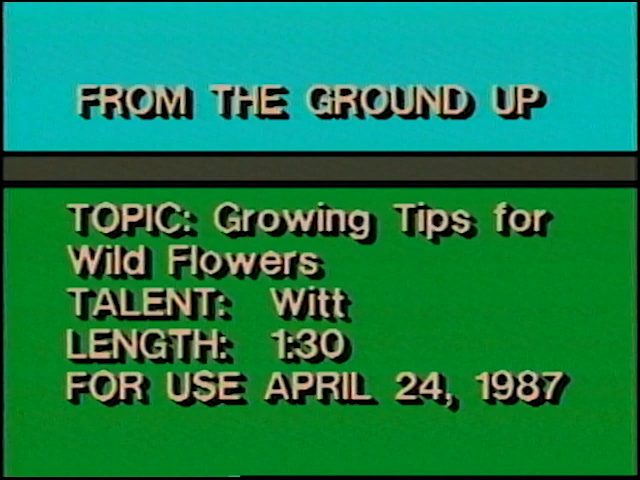 FROM THE GROUND UP
TOPIC: Growing Tips for
Wild Flowers
TALENT: Witt
LENGTH: 1:30
FOR USE APRIL 24, 1987